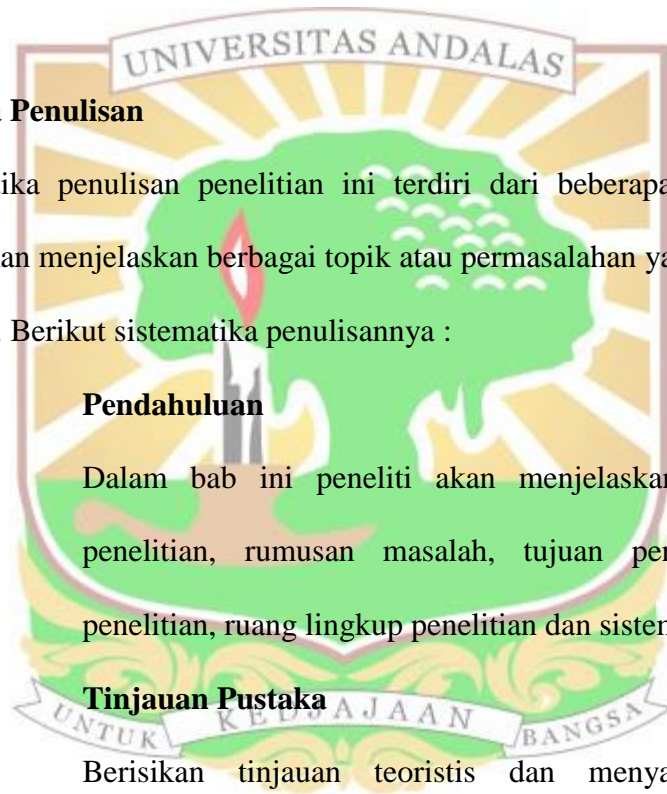 UNIVERSITAS ANDALAS
Penulisan
ika penulisan penelitian ini terdiri dari beberapa
an menjelaskan berbagai topik atau permasalahan ya
Berikut sistematika penulisannya :
Pendahuluan
Dalam bab ini peneliti akan menjelaskan
penelitian, rumusan masalah, tujuan pen
penelitian, ruang lingkup penelitian dan sistem
Tinjauan Pustaka
UNTUK KEDJAJAAN BANGSA
Berisikan tinjauan teoristis dan menya